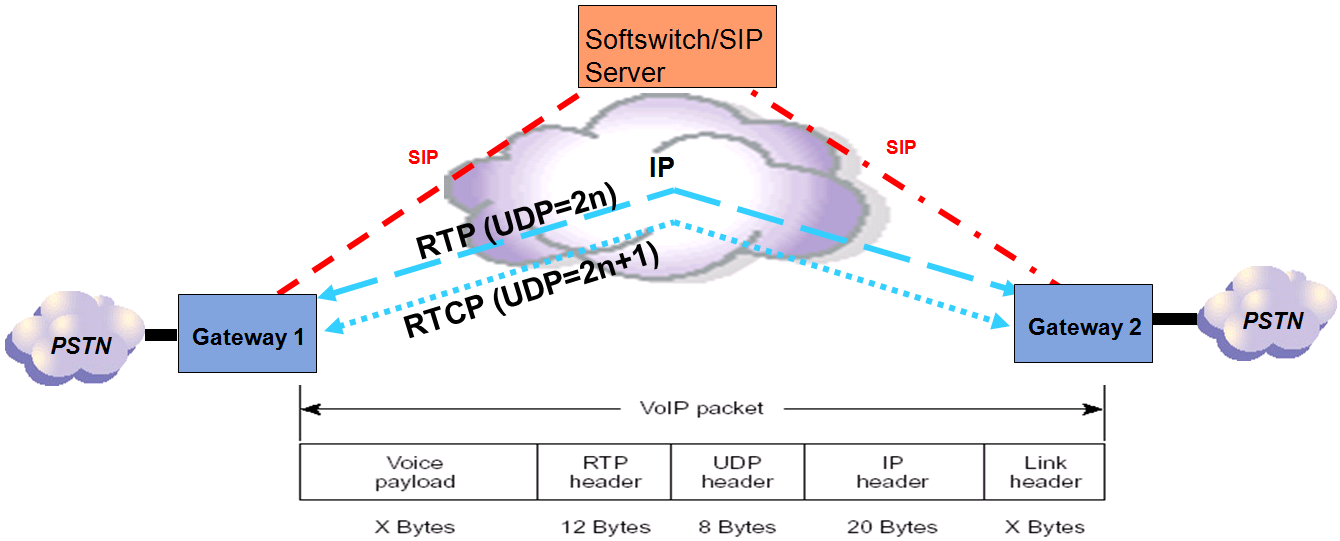 Softswitch/SIP
Server
SIP
SIP
IP
RTP (UDP=2n)
RTCP (UDP=2n+1)
PSTN
Gateway 1
Gateway 2
PSTN
VoIP packet
Voice payload
RTP header
UDP header
IP header
Link header
X Bytes
12 Bytes
8 Bytes
20 Bytes
X Bytes